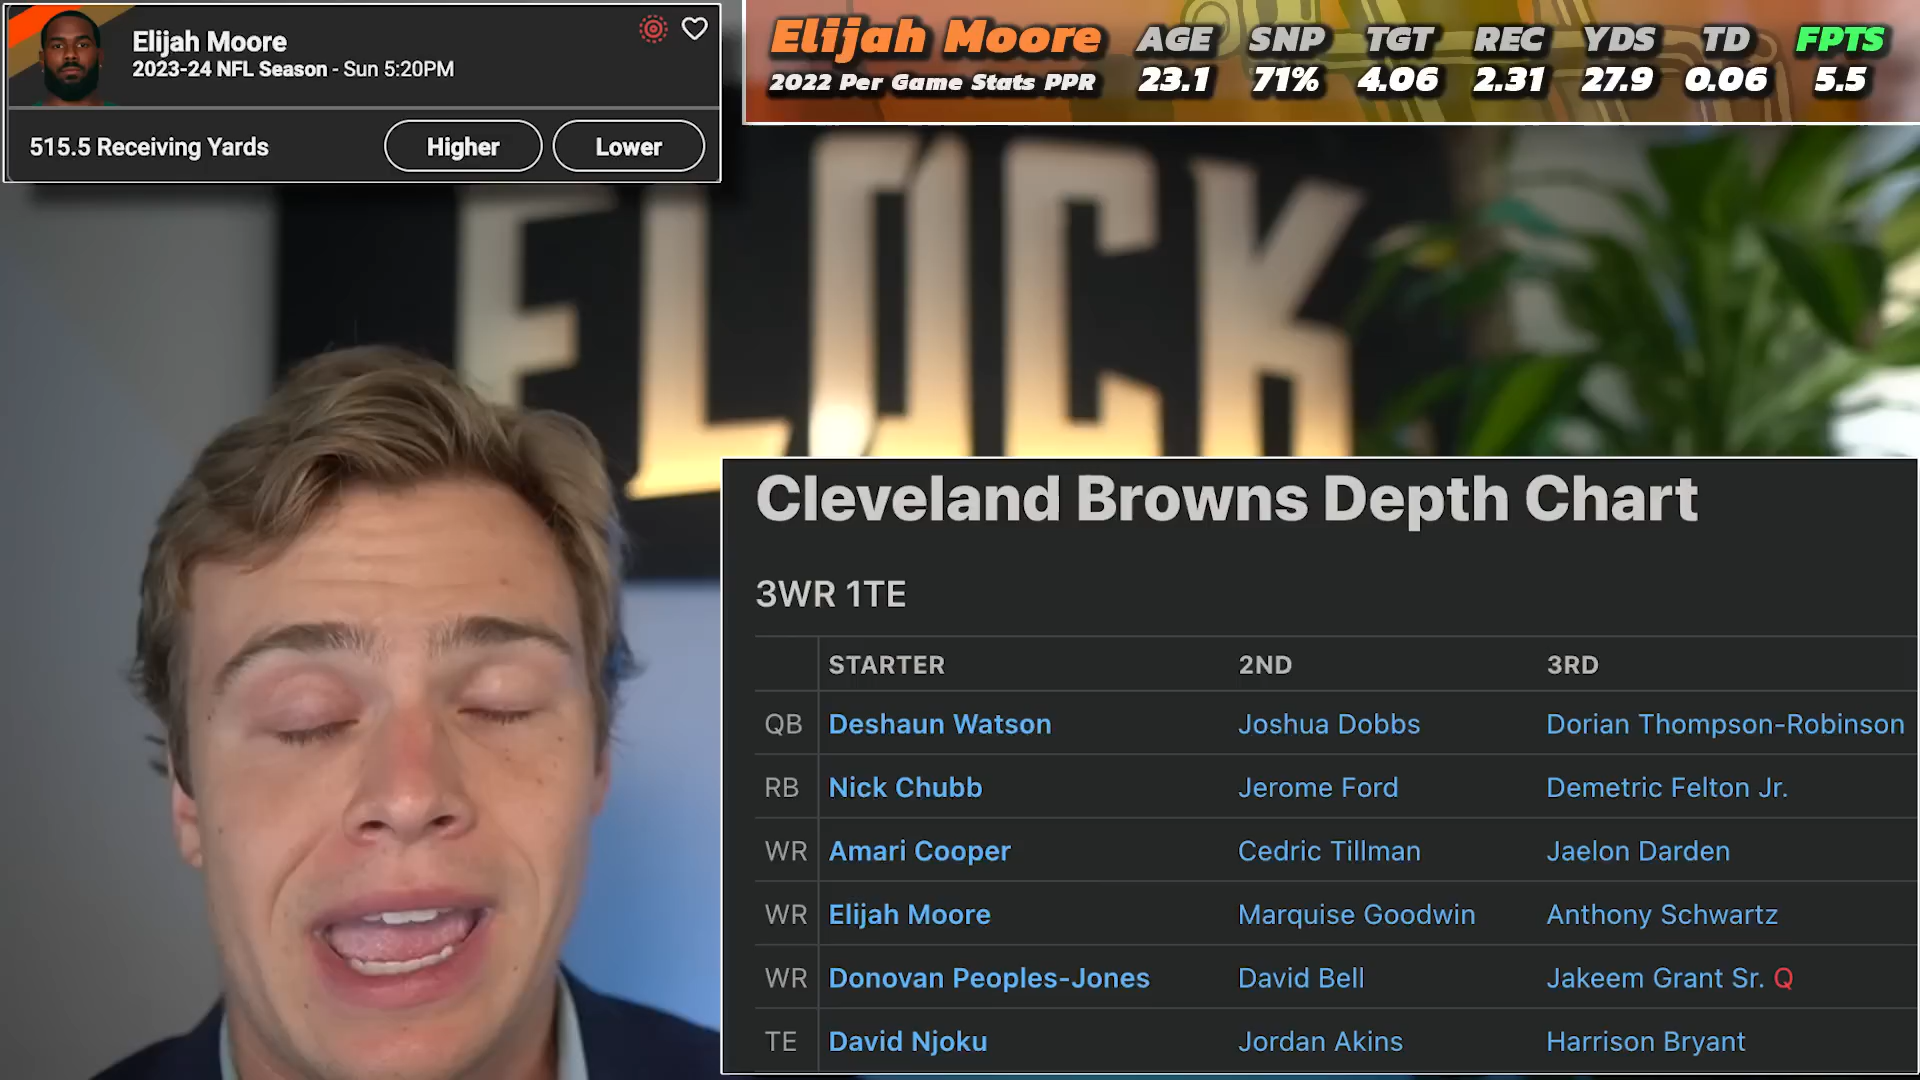 Elijah Moore
2023-24 NFL Season - Sun 5:20PM
515.5 Receiving Yards
Higher
Lower
Elijah Moore
2022 Per Game Stats PPR
AGE SNP TGT REC YDS TD FPTS
23.1 71% 4.06 2.31 27.9 0.06 5.5
FLOCK
Cleveland Browns Depth Chart
3WR 1TE
STARTER 2ND 3RD
QB Deshaun Watson Joshua Dobbs Dorian Thompson-Robinson
RB Nick Chubb Jerome Ford Demetric Felton Jr.
WR Amari Cooper Cedric Tillman Jaelon Darden
WR Elijah Moore Marquise Goodwin Anthony Schwartz
WR Donovan Peoples-Jones David Bell Jakeem Grant Sr. Q
TE David Njoku Jordan Akins Harrison Bryant